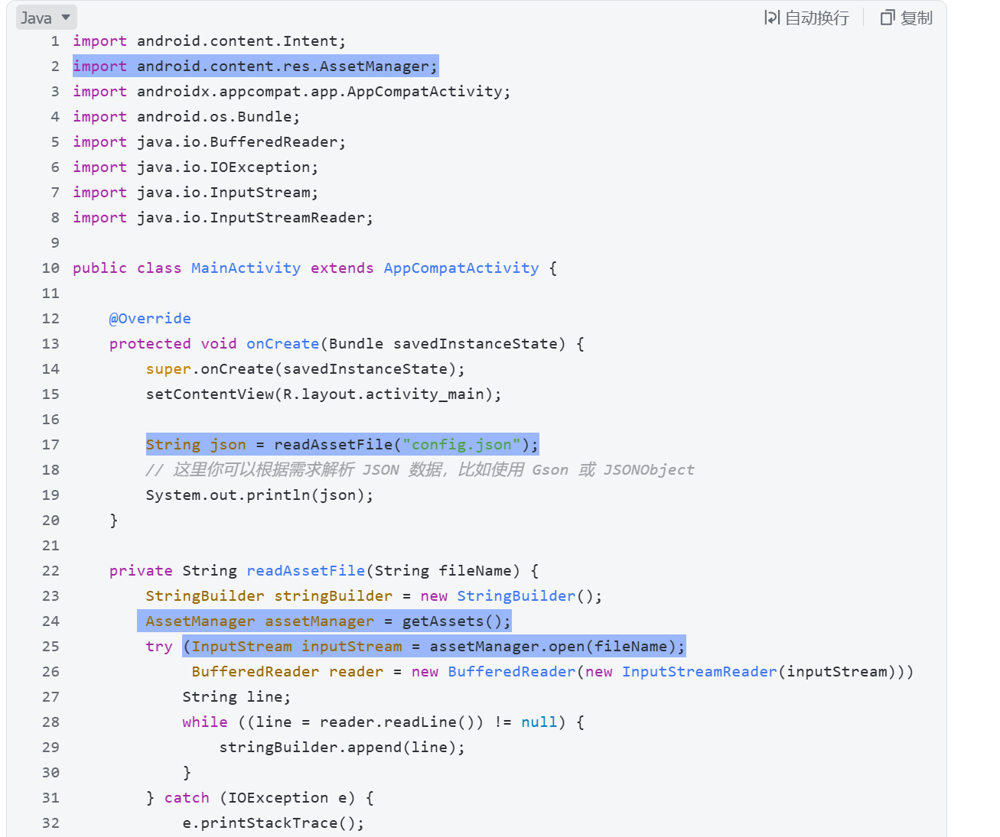 Java 自动换行 复制
1 import android.content.Intent;
2 import android.content.res.AssetManager;
3 import androidx.appcompat.app.AppCompatActivity;
4 import android.os.Bundle;
5 import java.io.BufferedReader;
6 import java.io.IOException;
7 import java.io.InputStream;
8 import java.io.InputStreamReader;
9
10 public class MainActivity extends AppCompatActivity {
11
12     @Override
13     protected void onCreate(Bundle savedInstanceState) {
14         super.onCreate(savedInstanceState);
15         setContentView(R.layout.activity_main);
16
17         String json = readAssetFile("config.json");
18         // 这里你可以根据需求解析 JSON 数据，比如使用 Gson 或 JSONObject
19         System.out.println(json);
20     }
21
22     private String readAssetFile(String fileName) {
23         StringBuilder stringBuilder = new StringBuilder();
24         AssetManager assetManager = getAssets();
25         try (InputStream inputStream = assetManager.open(fileName);
26              BufferedReader reader = new BufferedReader(new InputStreamReader(inputStream)))
27             String line;
28             while ((line = reader.readLine()) != null) {
29                 stringBuilder.append(line);
30             }
31         } catch (IOException e) {
32             e.printStackTrace();